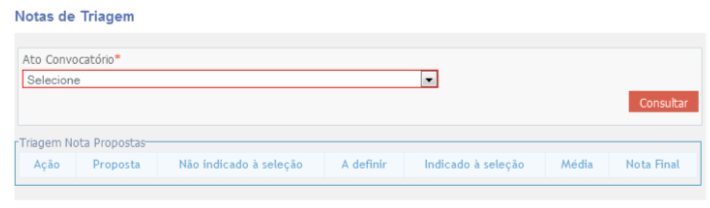 Notas de Triagem
Ato Convocatório*
Selecione
Consultar
Triagem Nota Propostas
Ação Proposta Não indicado à seleção A definir Indicado à seleção Média Nota Final